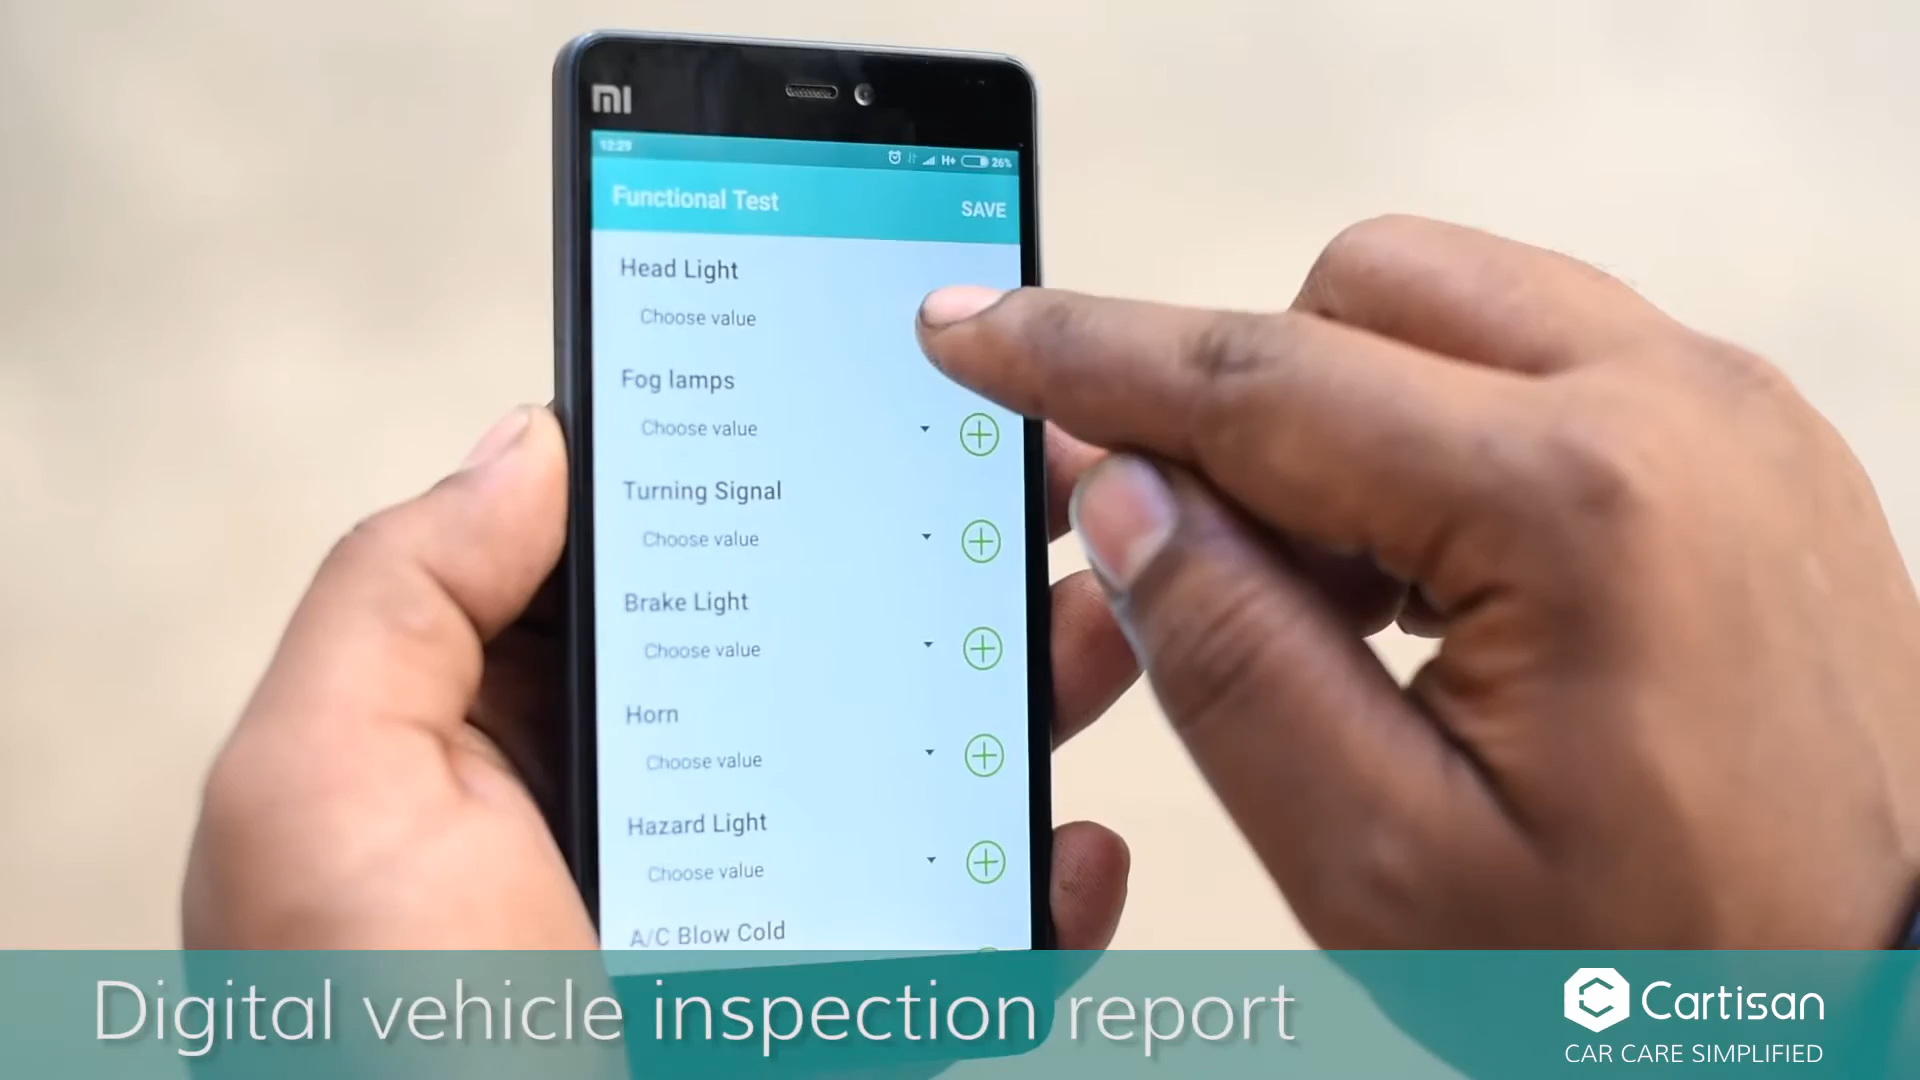 MI
12:29
H+ 26%
Functional Test
SAVE
Head Light
Choose value
Fog lamps
Choose value
Turning Signal
Choose value
Brake Light
Choose value
Horn
Choose value
Hazard Light
Choose value
A/C Blow Cold
Digital vehicle inspection report
Cartisan
CAR CARE SIMPLIFIED